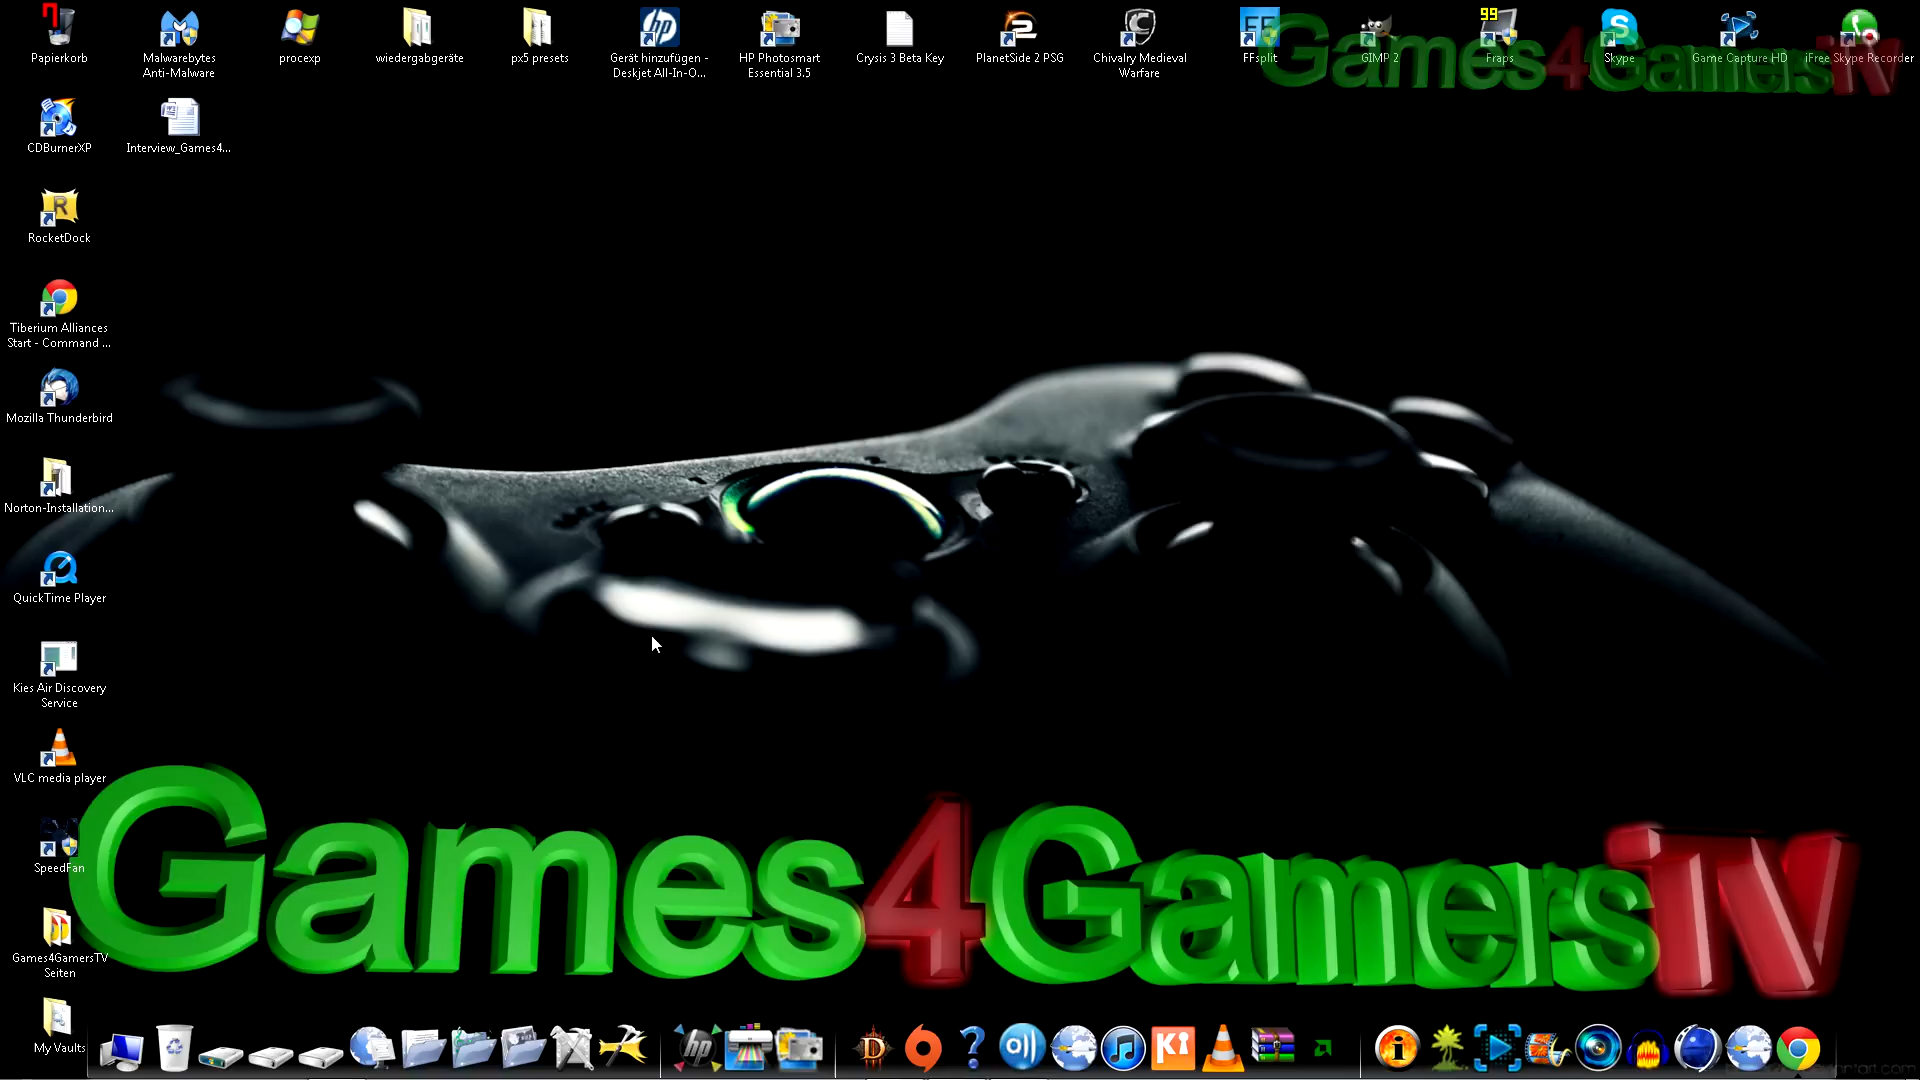 Papierkorb
Malwarebytes
Anti-Malware
procexp
wiedergabgeräte
px5 presets
Gerät hinzufügen -
Deskjet All-In-O...
HP Photosmart
Essential 3.5
Crysis 3 Beta Key
PlanetSide 2 PSG
Chivalry Medieval
Warfare
FFsplit
GIMP 2
99
Fraps
Skype
Game Capture HD
iFree Skype Recorder
Games4GamersTV
CDBurnerXP
Interview_Games4...
RocketDock
Tiberium Alliances
Start - Command ...
Mozilla Thunderbird
Norton-Installation...
QuickTime Player
Kies Air Discovery
Service
VLC media player
SpeedFan
Games4GamersTV
Seiten
My Vaults
Games4GamersTV